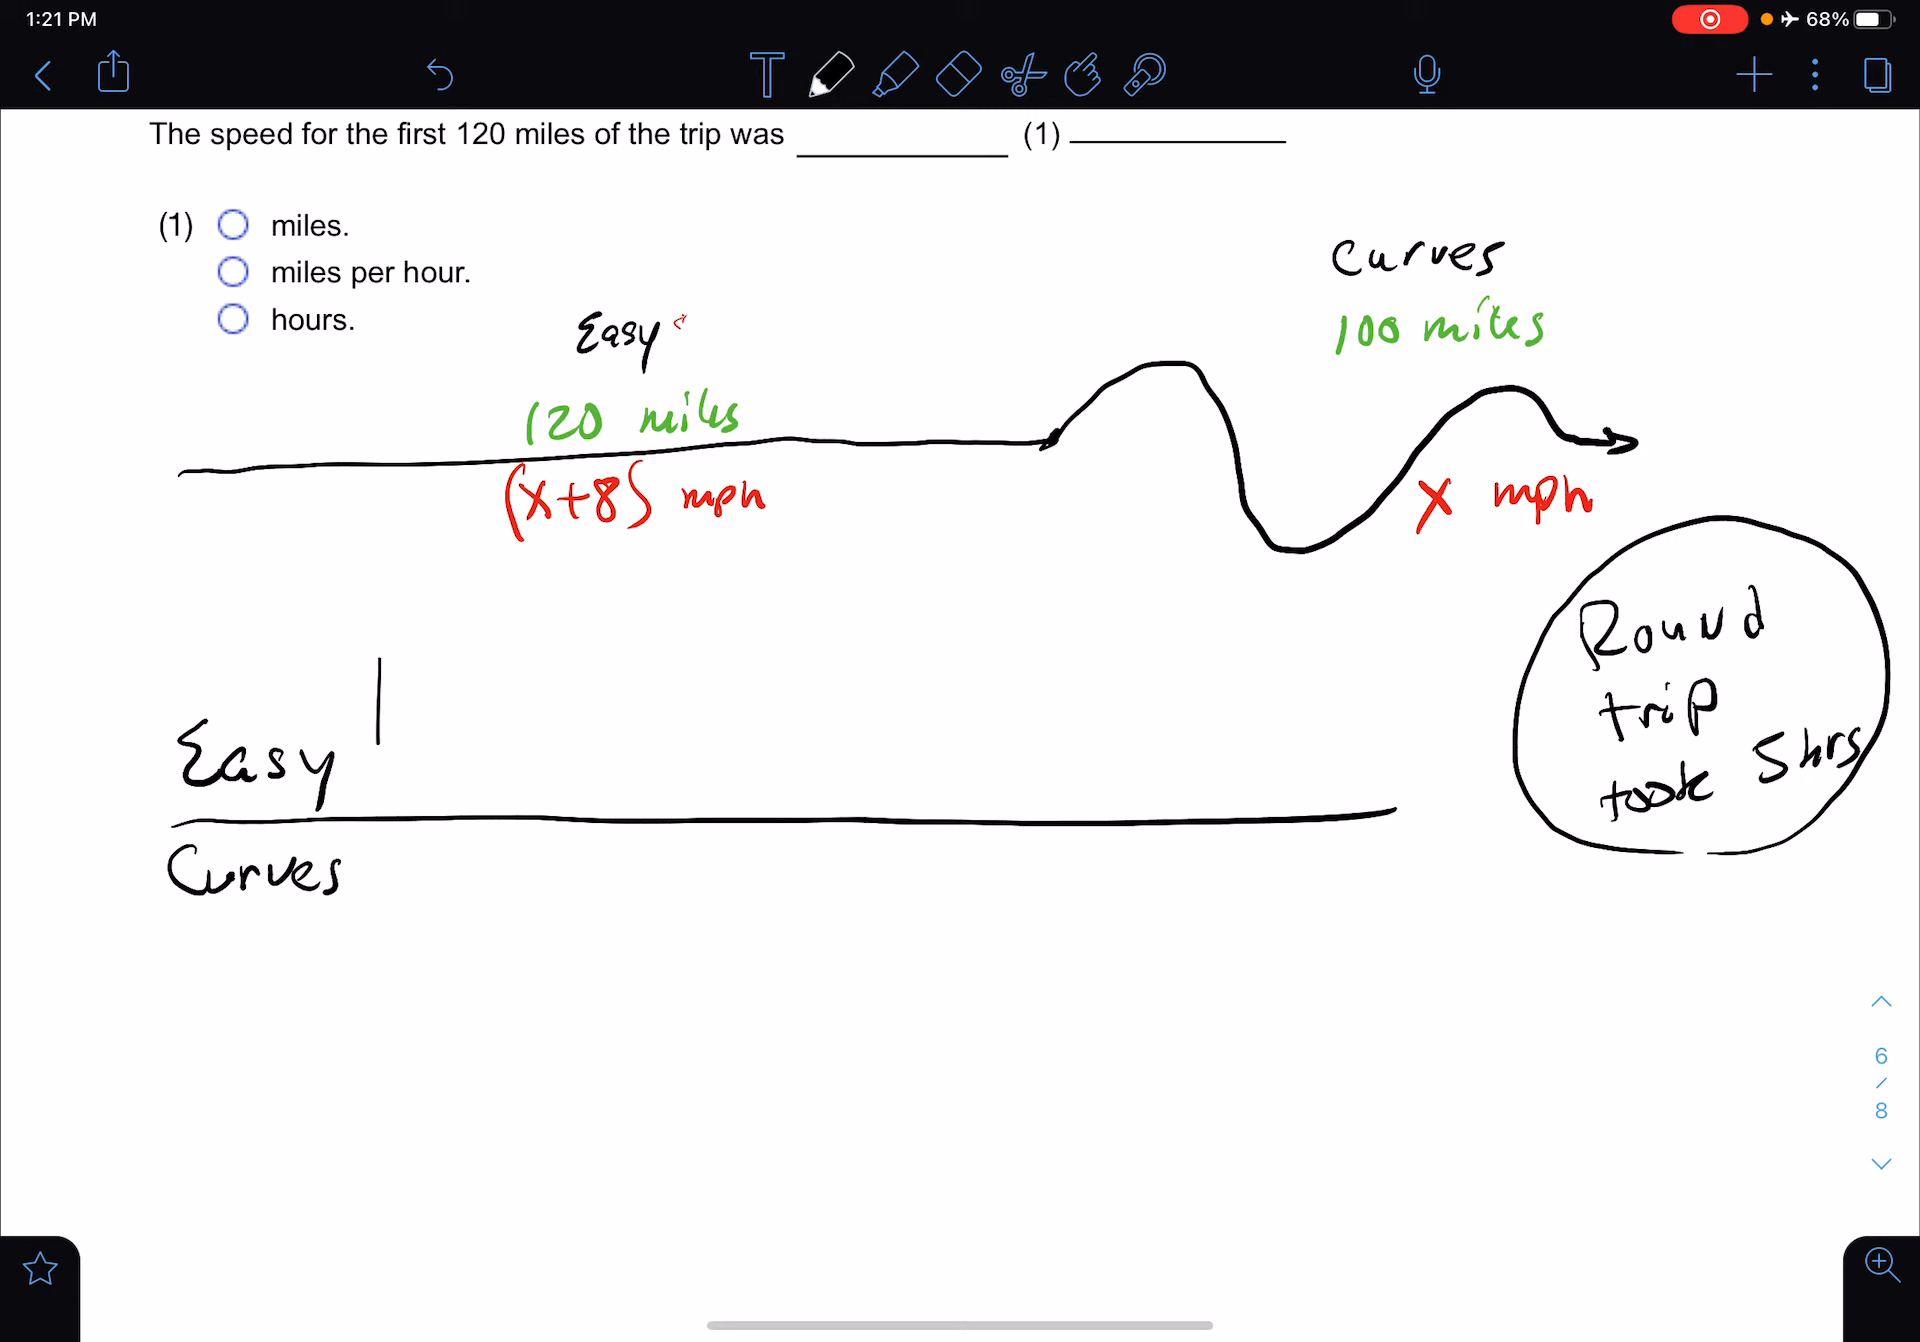 1:21 PM
68%
T
The speed for the first 120 miles of the trip was ________ (1) ________
(1) miles.
miles per hour.
hours.
Curves
100 miles
Easy
120 miles
(x+8) mph
x mph
Round
trip
took 5 hrs
Easy
Curves
6
/
8